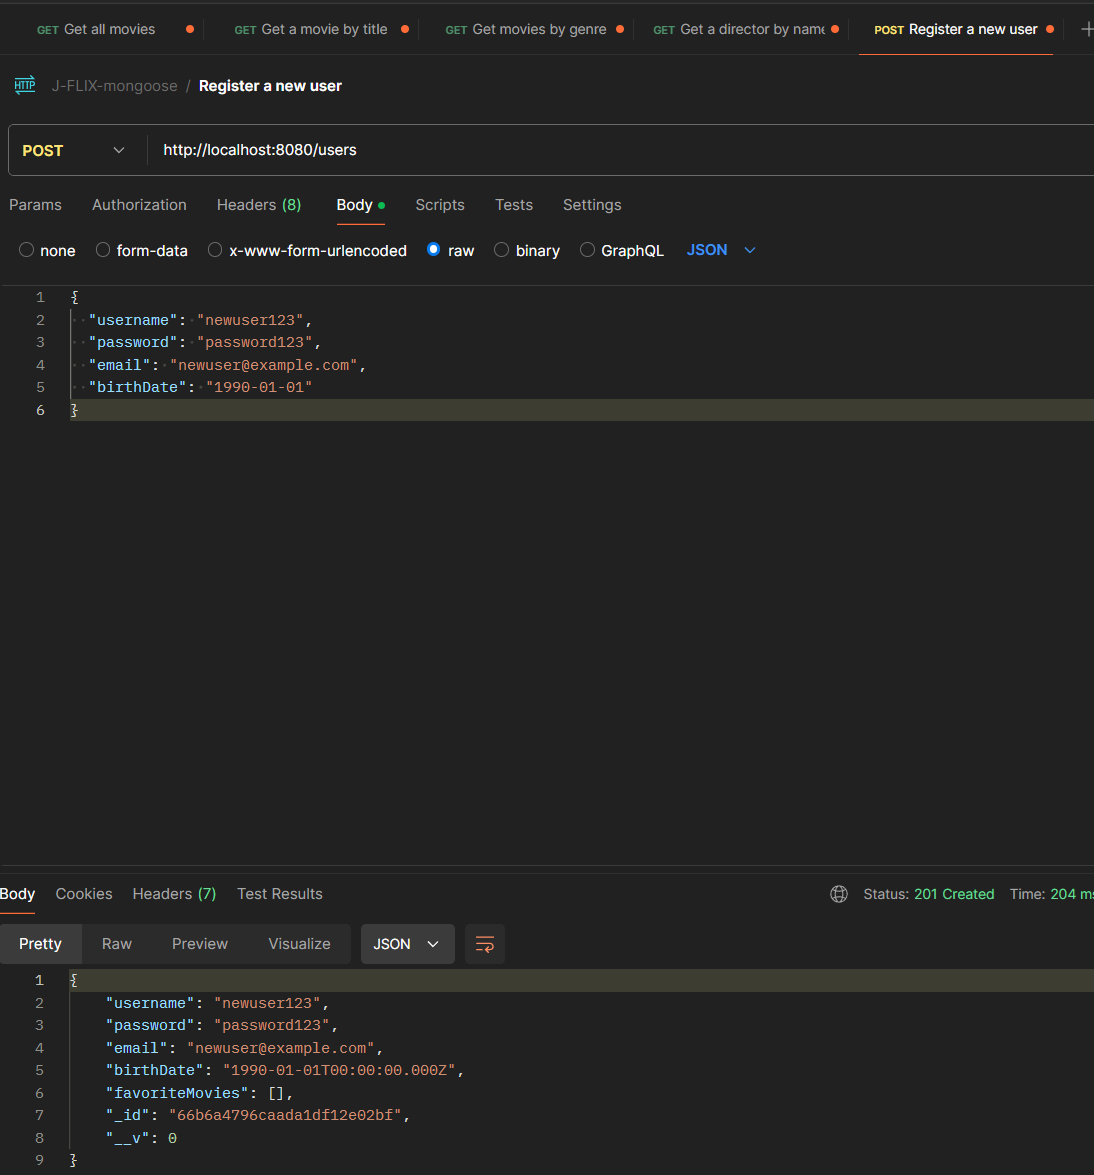 GET Get all movies GET Get a movie by title GET Get movies by genre GET Get a director by name POST Register a new user
HTTP J-FLIX-mongoose / Register a new user
POST http://localhost:8080/users
Params Authorization Headers (8) Body Scripts Tests Settings
none form-data x-www-form-urlencoded raw binary GraphQL JSON
1 {
2 "username": "newuser123",
3 "password": "password123",
4 "email": "newuser@example.com",
5 "birthDate": "1990-01-01"
6 }
Body Cookies Headers (7) Test Results Status: 201 Created Time: 204 ms
Pretty Raw Preview Visualize JSON
1 {
2 "username": "newuser123",
3 "password": "password123",
4 "email": "newuser@example.com",
5 "birthDate": "1990-01-01T00:00:00.000Z",
6 "favoriteMovies": [],
7 "_id": "66b6a4796caada1df12e02bf",
8 "__v": 0
9 }